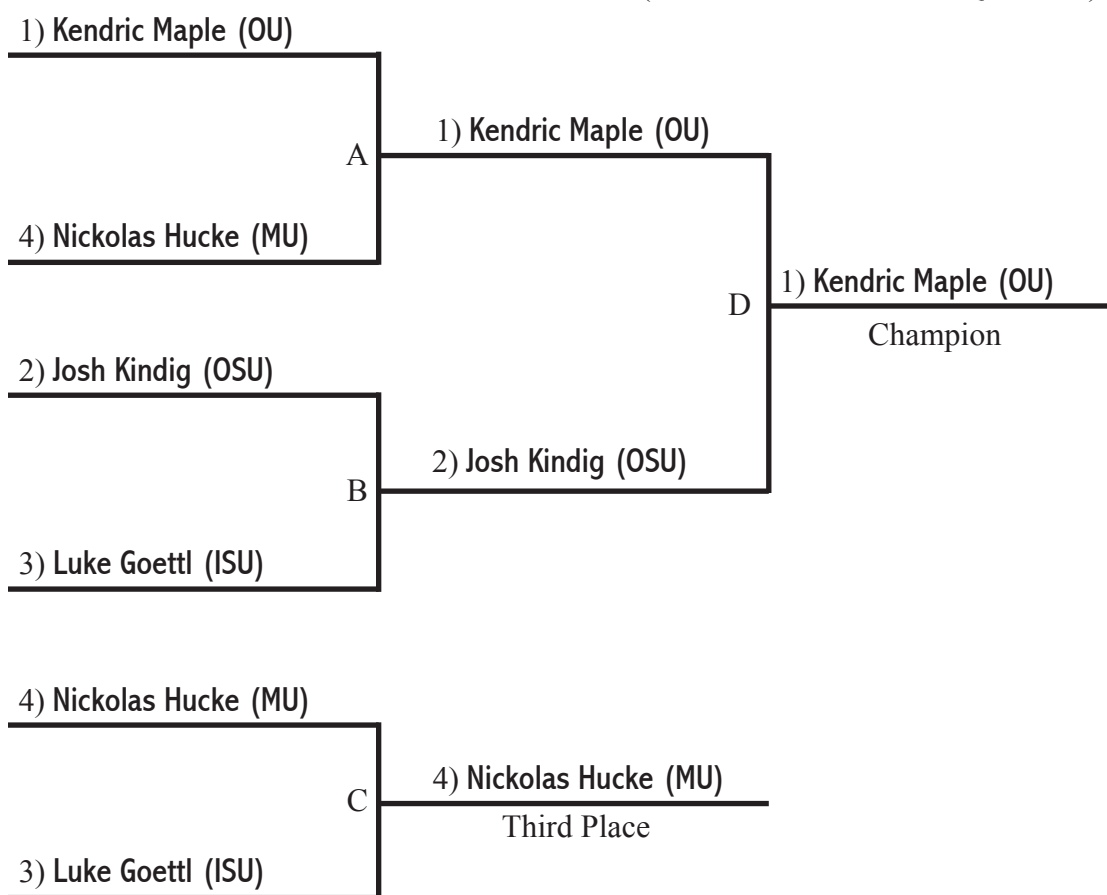 1) Kendric Maple (OU)
1) Kendric Maple (OU)
A
4) Nickolas Hucke (MU)
1) Kendric Maple (OU)
D
Champion
2) Josh Kindig (OSU)
2) Josh Kindig (OSU)
B
3) Luke Goettl (ISU)
4) Nickolas Hucke (MU)
4) Nickolas Hucke (MU)
C
Third Place
3) Luke Goettl (ISU)